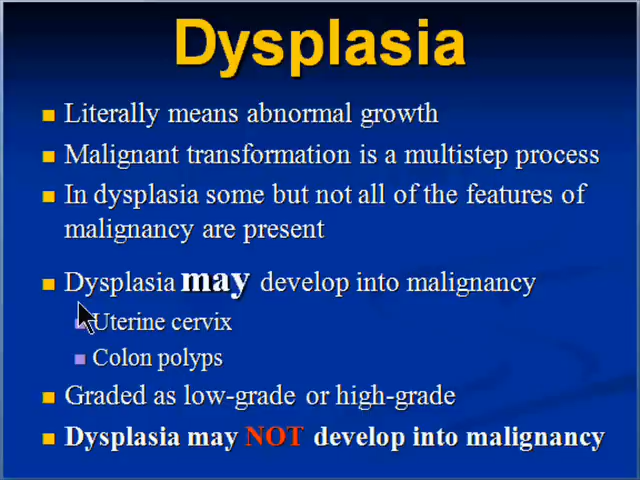 Dysplasia
Literally means abnormal growth
Malignant transformation is a multistep process
In dysplasia some but not all of the features of
malignancy are present
Dysplasia may develop into malignancy
Uterine cervix
Colon polyps
Graded as low-grade or high-grade
Dysplasia may NOT develop into malignancy